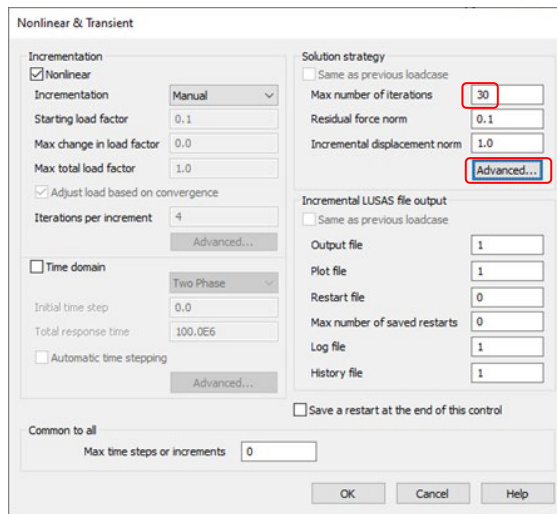 Nonlinear & Transient
Incrementation
Nonlinear
Incrementation Manual
Starting load factor 0.1
Max change in load factor 0.0
Max total load factor 1.0
Adjust load based on convergence
Iterations per increment 4
Advanced...
Time domain
Two Phase
Initial time step 0.0
Total response time 100.0E6
Automatic time stepping
Advanced...
Common to all
Max time steps or increments 0
Solution strategy
Same as previous loadcase
Max number of iterations 30
Residual force norm 0.1
Incremental displacement norm 1.0
Advanced...
Incremental LUSAS file output
Same as previous loadcase
Output file 1
Plot file 1
Restart file 0
Max number of saved restarts 0
Log file 1
History file 1
Save a restart at the end of this control
OK Cancel Help